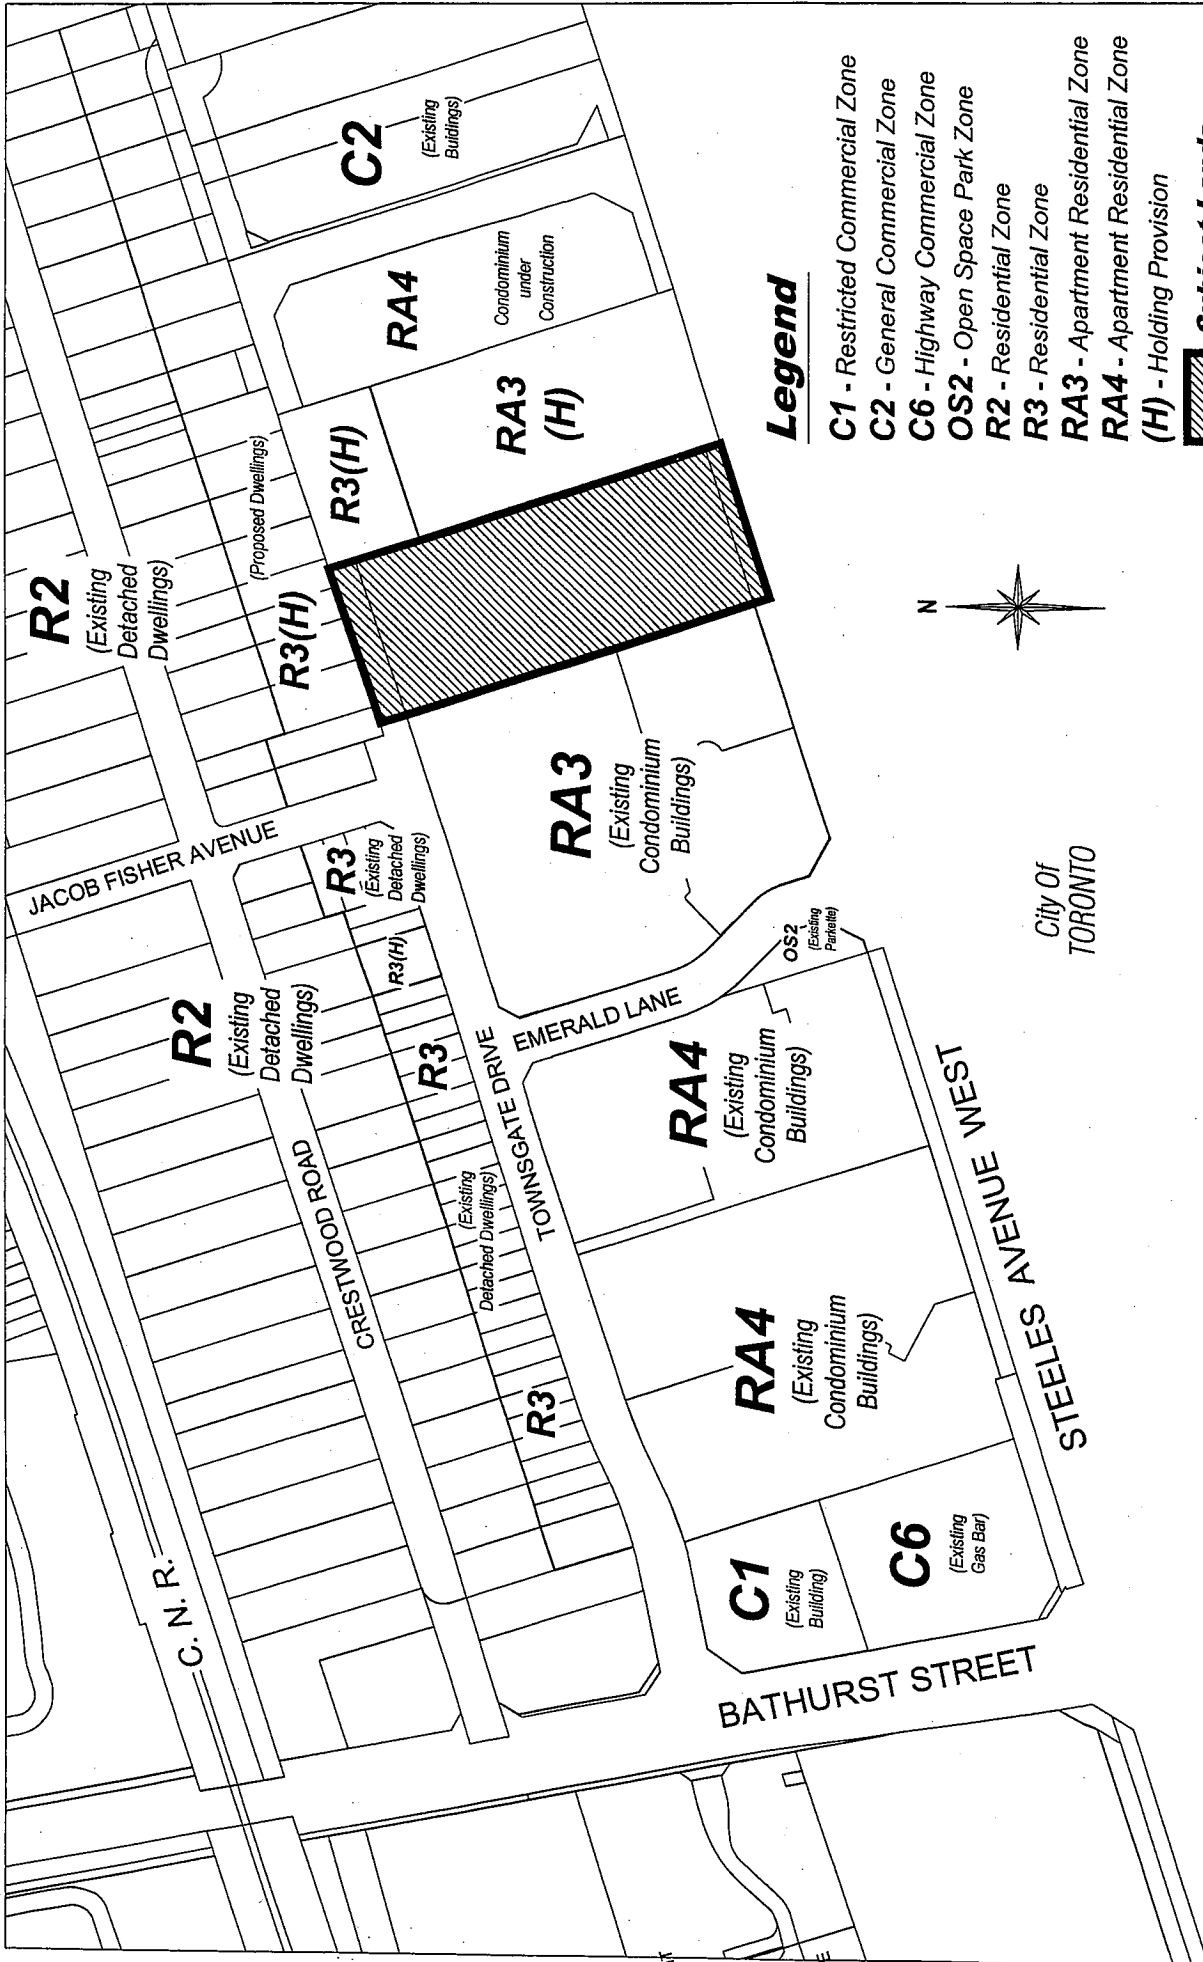 C. N. R.
R2
(Existing
Detached
Dwellings)
JACOB FISHER AVENUE
R2
(Existing
Detached
Dwellings)
CRESTWOOD ROAD
(Proposed Dwellings)
R3(H)
R3(H)
R3
(Existing
Detached
Dwellings)
R3(H)
R3
(Existing
Detached Dwellings)
R3
TOWNSGATE DRIVE
EMERALD LANE
C2
(Existing
Buidings)
RA4
Condominium
under
Construction
RA3
(H)
RA3
(Existing
Condominium
Buildings)
OS2
(Existing
Parkette)
RA4
(Existing
Condominium
Buildings)
RA4
(Existing
Condominium
Buildings)
C1
(Existing
Building)
C6
(Existing
Gas Bar)
BATHURST STREET
STEELES AVENUE WEST
City Of
TORONTO
N
Legend
C1 - Restricted Commercial Zone
C2 - General Commercial Zone
C6 - Highway Commercial Zone
OS2 - Open Space Park Zone
R2 - Residential Zone
R3 - Residential Zone
RA3 - Apartment Residential Zone
RA4 - Apartment Residential Zone
(H) - Holding Provision